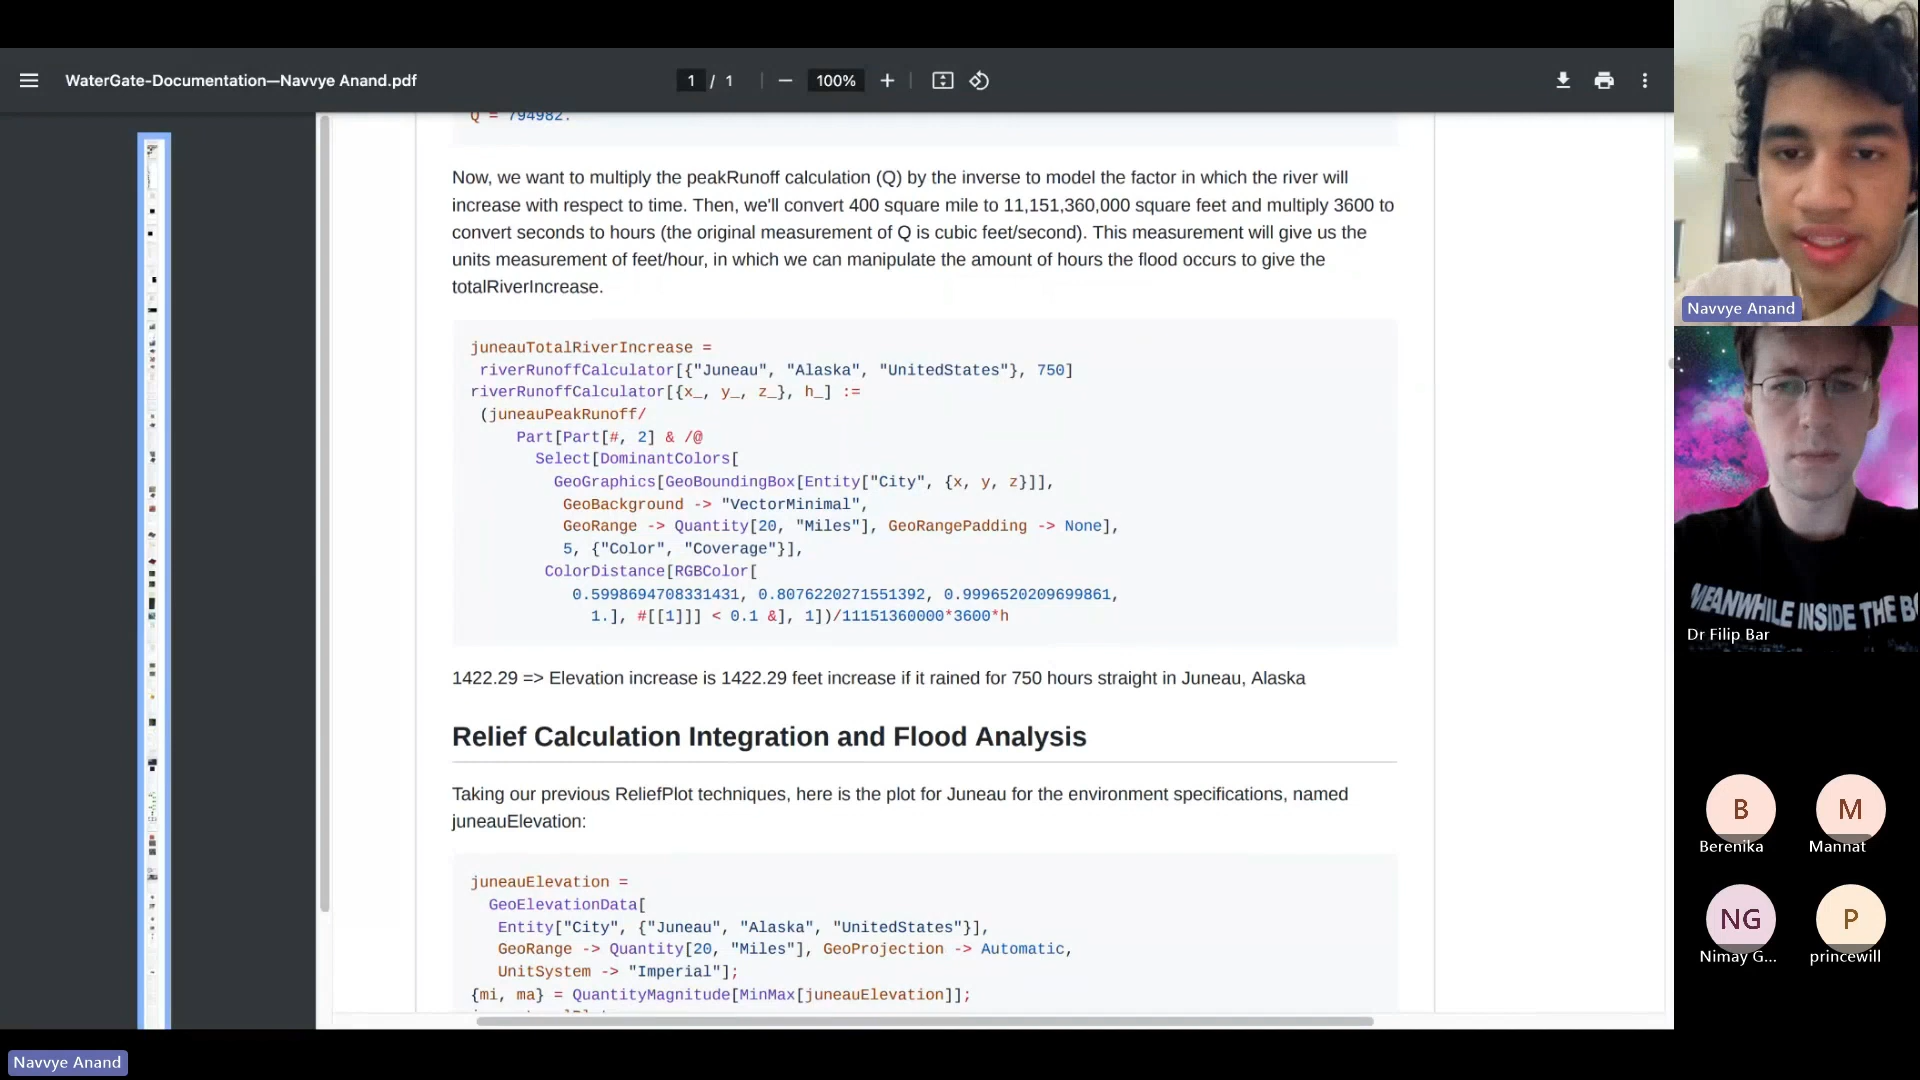 WaterGate-Documentation—Navvye Anand.pdf
1 / 1
100%
Q = 794982.
Now, we want to multiply the peakRunoff calculation (Q) by the inverse to model the factor in which the river will
increase with respect to time. Then, we'll convert 400 square mile to 11,151,360,000 square feet and multiply 3600 to
convert seconds to hours (the original measurement of Q is cubic feet/second). This measurement will give us the
units measurement of feet/hour, in which we can manipulate the amount of hours the flood occurs to give the
totalRiverIncrease.
juneauTotalRiverIncrease =
riverRunoffCalculator[{"Juneau", "Alaska", "UnitedStates"}, 750]
riverRunoffCalculator[{x_, y_, z_}, h_] :=
(juneauPeakRunoff/
Part[Part[#, 2] & /@
Select[DominantColors[
GeoGraphics[GeoBoundingBox[Entity["City", {x, y, z}]],
GeoBackground -> "VectorMinimal",
GeoRange -> Quantity[20, "Miles"], GeoRangePadding -> None],
5, {"Color", "Coverage"}],
ColorDistance[RGBColor[
0.5998694708331431, 0.8076220271551392, 0.9996520209699861,
1.], #[[1]]] < 0.1 &], 1])/11151360000*3600*h
1422.29 => Elevation increase is 1422.29 feet increase if it rained for 750 hours straight in Juneau, Alaska
Relief Calculation Integration and Flood Analysis
Taking our previous ReliefPlot techniques, here is the plot for Juneau for the environment specifications, named
juneauElevation:
juneauElevation =
GeoElevationData[
Entity["City", {"Juneau", "Alaska", "UnitedStates"}],
GeoRange -> Quantity[20, "Miles"], GeoProjection -> Automatic,
UnitSystem -> "Imperial"];
{mi, ma} = QuantityMagnitude[MinMax[juneauElevation]];
Navvye Anand
MEANWHILE INSIDE THE BO
Dr Filip Bar
B
Berenika
M
Mannat
NG
Nimay G...
P
princewill
Navvye Anand